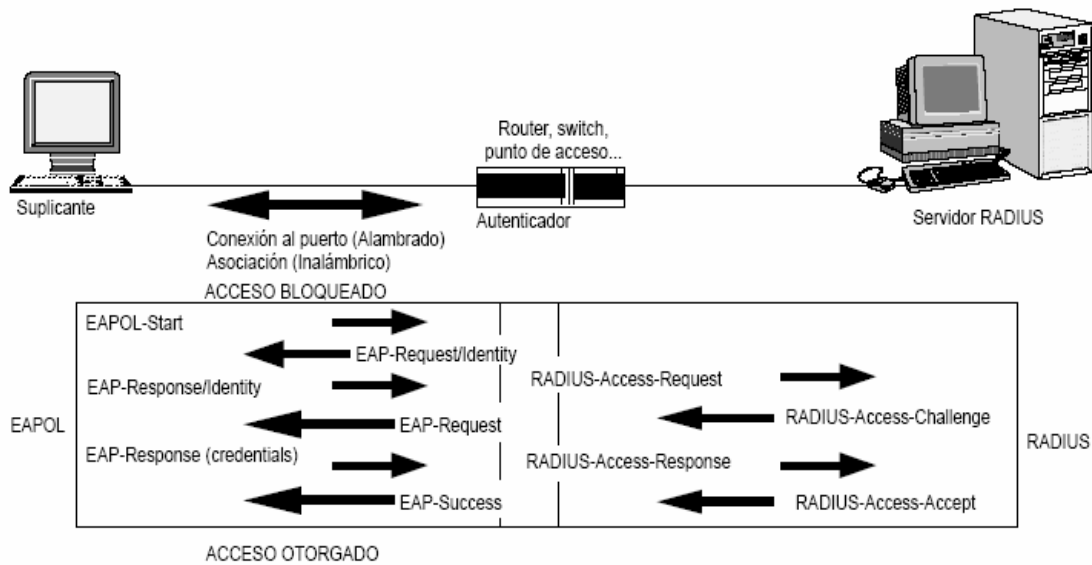 Router, switch,
punto de acceso...
Suplicante
Autenticador
Servidor RADIUS
Conexión al puerto (Alambrado)
Asociación (Inalámbrico)
ACCESO BLOQUEADO
EAPOL-Start
EAP-Request/Identity
EAP-Response/Identity
RADIUS-Access-Request
EAPOL
EAP-Request
RADIUS-Access-Challenge
RADIUS
EAP-Response (credentials)
RADIUS-Access-Response
EAP-Success
RADIUS-Access-Accept
ACCESO OTORGADO